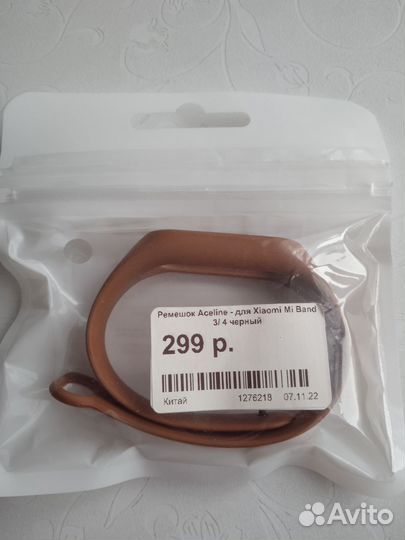 Ремешок Aceline - для Xiaomi Mi Band
3/ 4 черный
299 р.
Китай 1276218 07.11.22
Avito